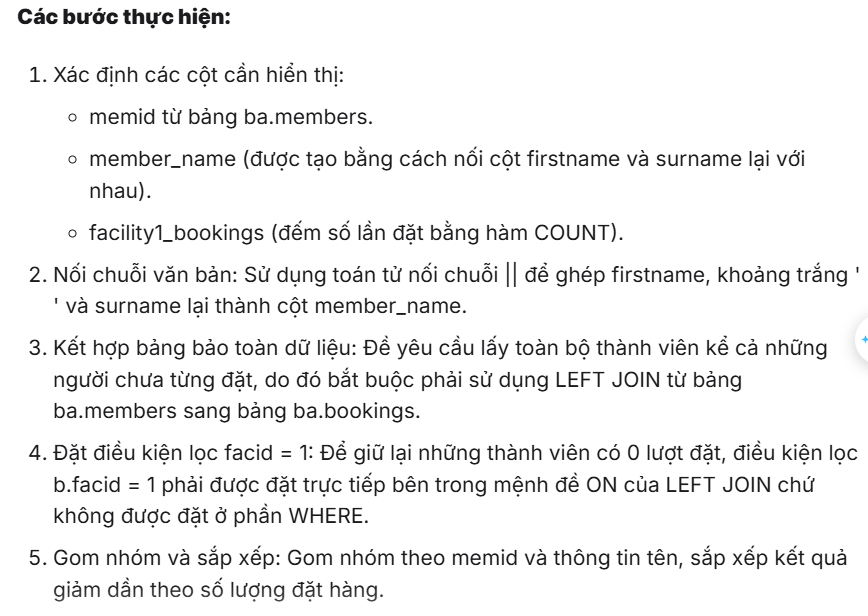 Các bước thực hiện:
1. Xác định các cột cần hiển thị:
memid từ bảng ba.members.
member_name (được tạo bằng cách nối cột firstname và surname lại với
nhau).
facility1_bookings (đếm số lần đặt bằng hàm COUNT).
2. Nối chuỗi văn bản: Sử dụng toán tử nối chuỗi || để ghép firstname, khoảng trắng '
' và surname lại thành cột member_name.
3. Kết hợp bảng bảo toàn dữ liệu: Đề yêu cầu lấy toàn bộ thành viên kể cả những
người chưa từng đặt, do đó bắt buộc phải sử dụng LEFT JOIN từ bảng
ba.members sang bảng ba.bookings.
4. Đặt điều kiện lọc facid = 1: Để giữ lại những thành viên có 0 lượt đặt, điều kiện lọc
b.facid = 1 phải được đặt trực tiếp bên trong mệnh đề ON của LEFT JOIN chứ
không được đặt ở phần WHERE.
5. Gom nhóm và sắp xếp: Gom nhóm theo memid và thông tin tên, sắp xếp kết quả
giảm dần theo số lượng đặt hàng.